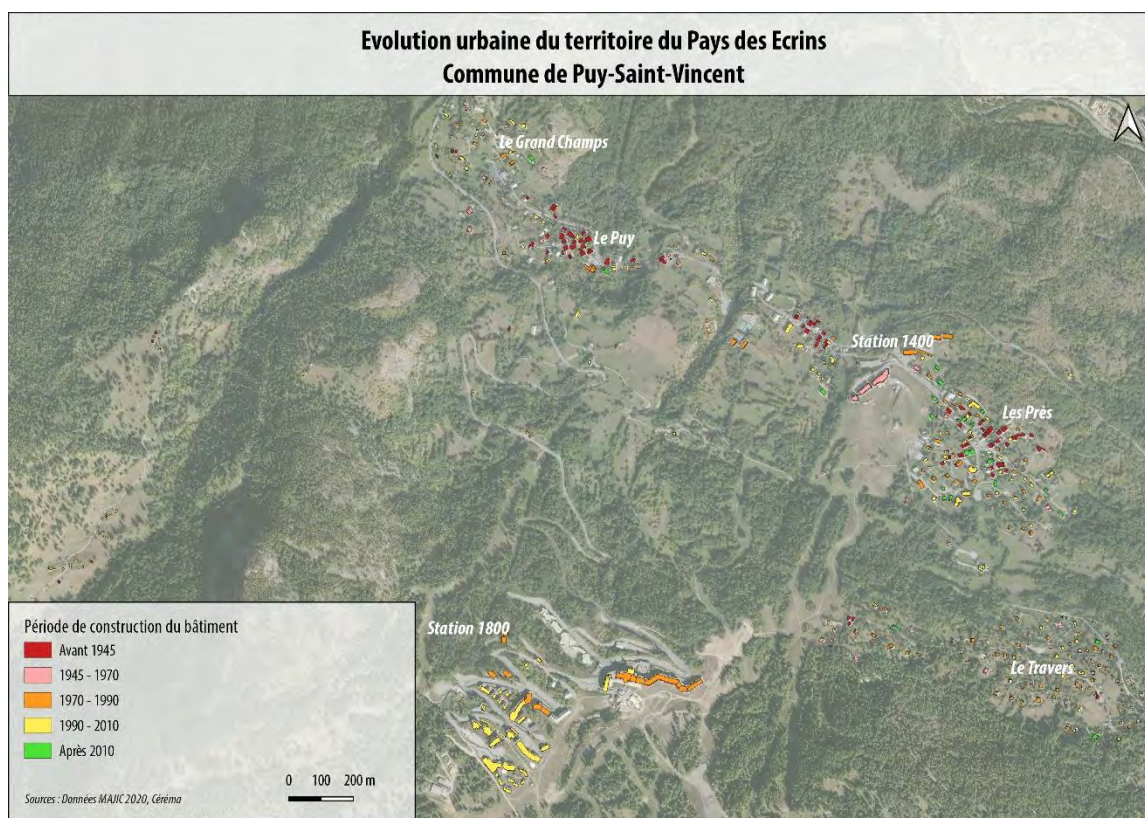 Evolution urbaine du territoire du Pays des Ecrins
Commune de Puy-Saint-Vincent
Le Grand Champs
Le Puy
Station 1400
Les Près
Station 1800
Le Travers
Période de construction du bâtiment
Avant 1945
1945 - 1970
1970 - 1990
1990 - 2010
Après 2010
0 100 200 m
Sources : Données MAJIC 2020, Céréma